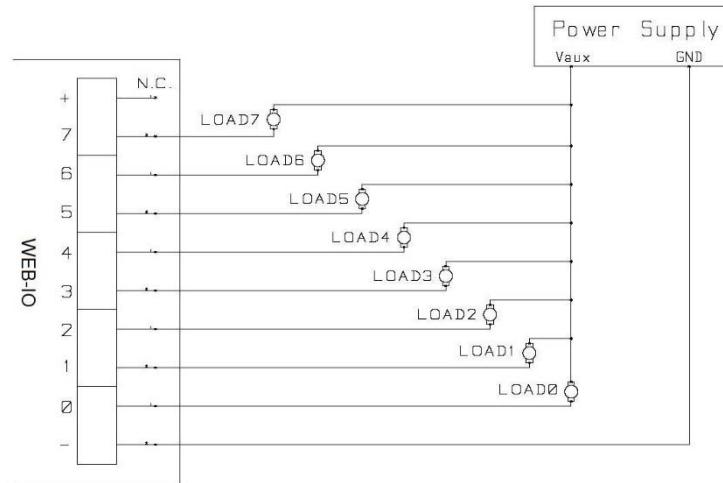 Power Supply
Vaux GND
N.C.
+
7
LOAD7
6
LOAD6
5
LOAD5
4
LOAD4
3
LOAD3
2
LOAD2
1
LOAD1
0
LOAD0
-
WEB-IO